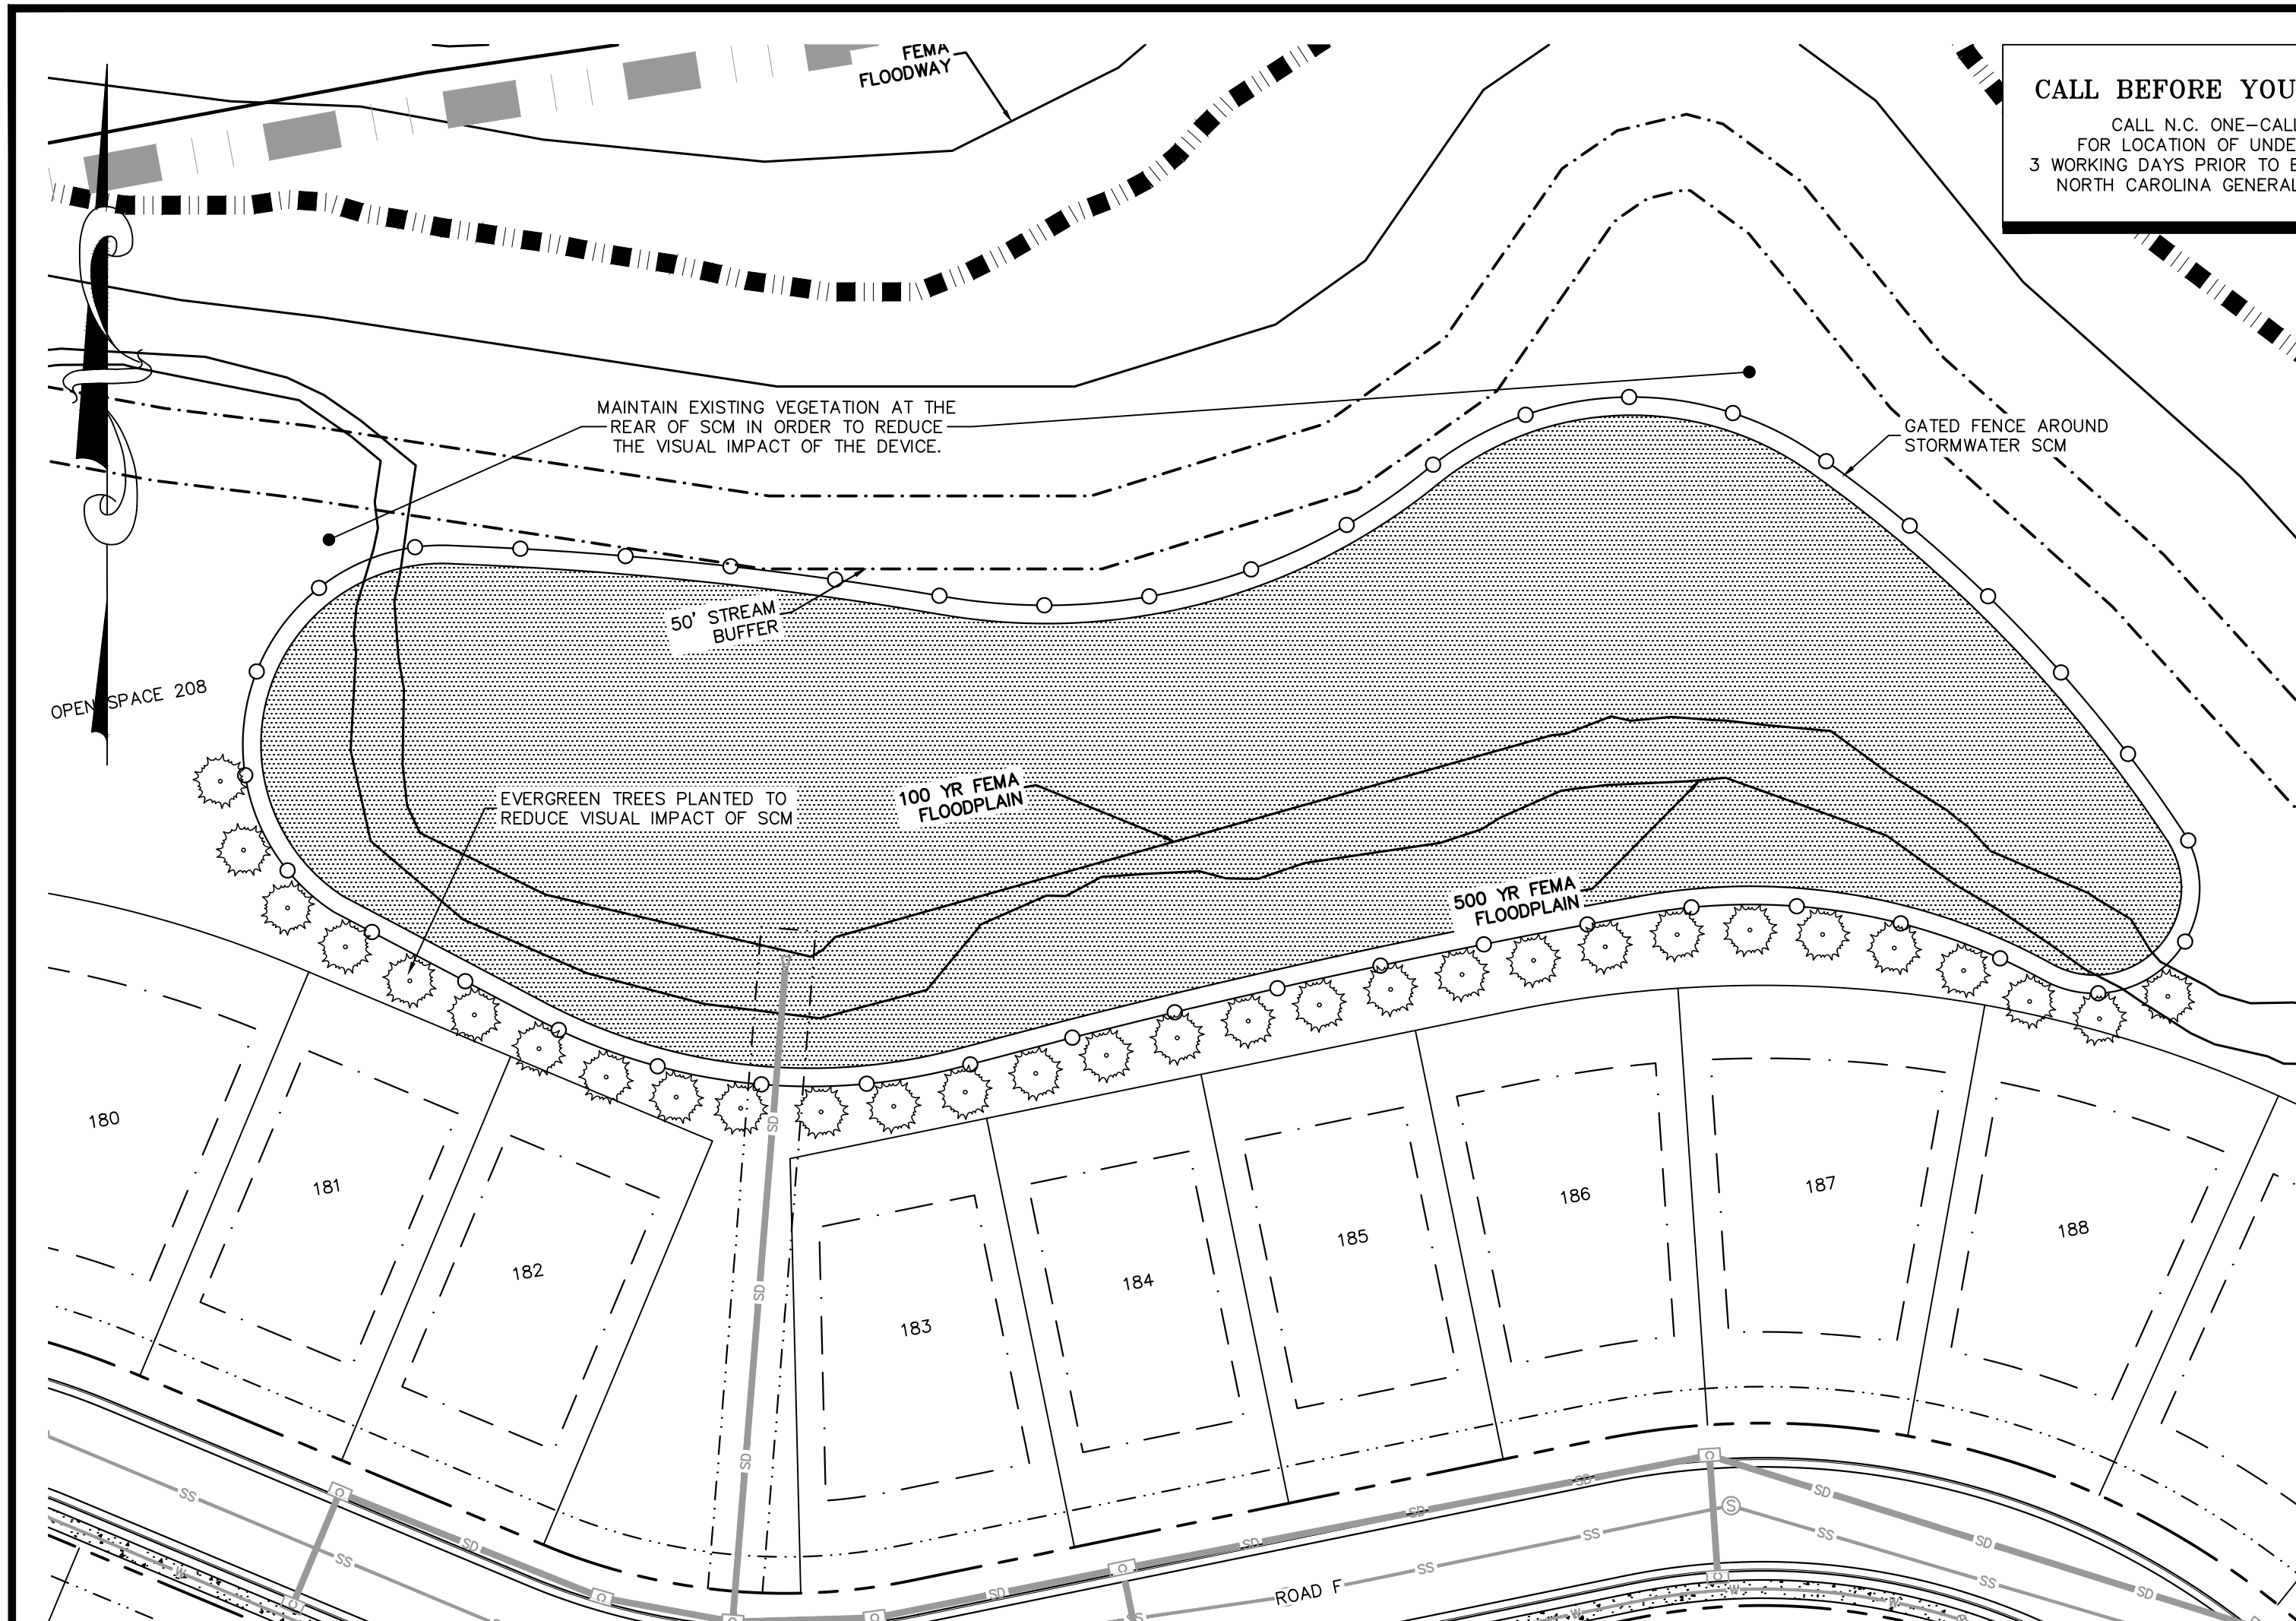 FEMA
FLOODWAY
CALL BEFORE YOU
CALL N.C. ONE-CALL
FOR LOCATION OF UNDE
3 WORKING DAYS PRIOR TO
NORTH CAROLINA GENERAL
MAINTAIN EXISTING VEGETATION AT THE
REAR OF SCM IN ORDER TO REDUCE
THE VISUAL IMPACT OF THE DEVICE.
GATED FENCE AROUND
STORMWATER SCM
50' STREAM
BUFFER
OPEN SPACE 208
EVERGREEN TREES PLANTED TO
REDUCE VISUAL IMPACT OF SCM
100 YR FEMA
FLOODPLAIN
500 YR FEMA
FLOODPLAIN
180
181
182
183
184
185
186
187
188
SD
SD
SD
SD
SD
SD
SD
SD
SD
SD
SD
SS
SS
SS
SS
SS
SS
SS
S
W
W
W
W
ROAD F